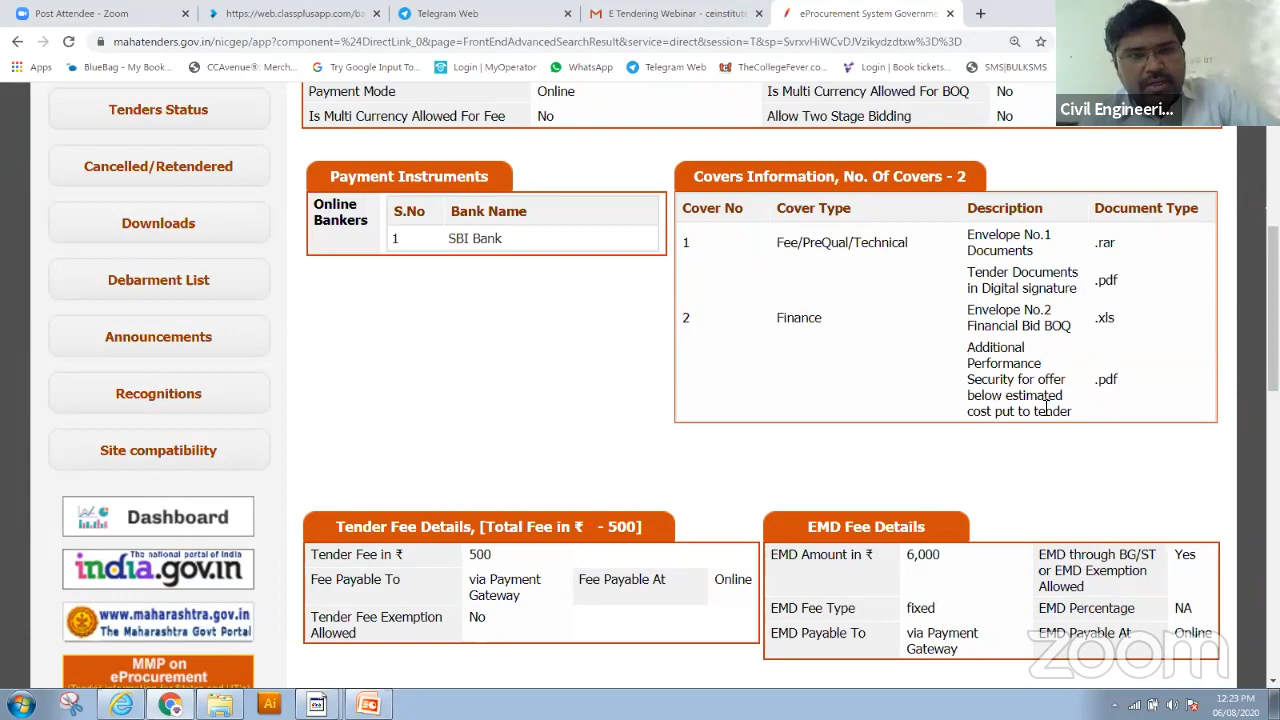 Post Attendee - Zoom
https://web.classplusapp.com/ba
Telegram Web
E Tendering Webinar - ceinstitute
eProcurement System Governme
mahatenders.gov.in/nicgep/app?component=%24DirectLink_0&page=FrontEndAdvancedSearchResult&service=direct&session=T&sp=SvrxvHiWCvDJVzikydzdtxw%3D%3D
Apps
BlueBag - My Book...
CCAvenue®: Merch...
Try Google Input To...
Login | MyOperator
WhatsApp
Telegram Web
TheCollegeFever.co...
Login | Book tickets...
SMS|BULKSMS
Civil Engineeri...
Payment Mode Online Is Multi Currency Allowed For BOQ No
Is Multi Currency Allowed For Fee No Allow Two Stage Bidding No
Tenders Status
Cancelled/Retendered
Downloads
Debarment List
Announcements
Recognitions
Site compatibility
Dashboard
The national portal of India
india.gov.in
www.maharashtra.gov.in
The Maharashtra Govt Portal
MMP on
eProcurement
Payment Instruments
Online
Bankers
S.No Bank Name
1 SBI Bank
Covers Information, No. Of Covers - 2
Cover No Cover Type Description Document Type
1 Fee/PreQual/Technical Envelope No.1
Documents .rar
Tender Documents
in Digital signature .pdf
2 Finance Envelope No.2
Financial Bid BOQ .xls
Additional
Performance
Security for offer .pdf
below estimated
cost put to tender
Tender Fee Details, [Total Fee in ₹ - 500]
Tender Fee in ₹ 500
Fee Payable To via Payment
Gateway Fee Payable At Online
Tender Fee Exemption
Allowed No
EMD Fee Details
EMD Amount in ₹ 6,000 EMD through BG/ST
or EMD Exemption
Allowed Yes
EMD Fee Type fixed EMD Percentage NA
EMD Payable To via Payment
Gateway EMD Payable At Online
zoom
12:23 PM
06/08/2020